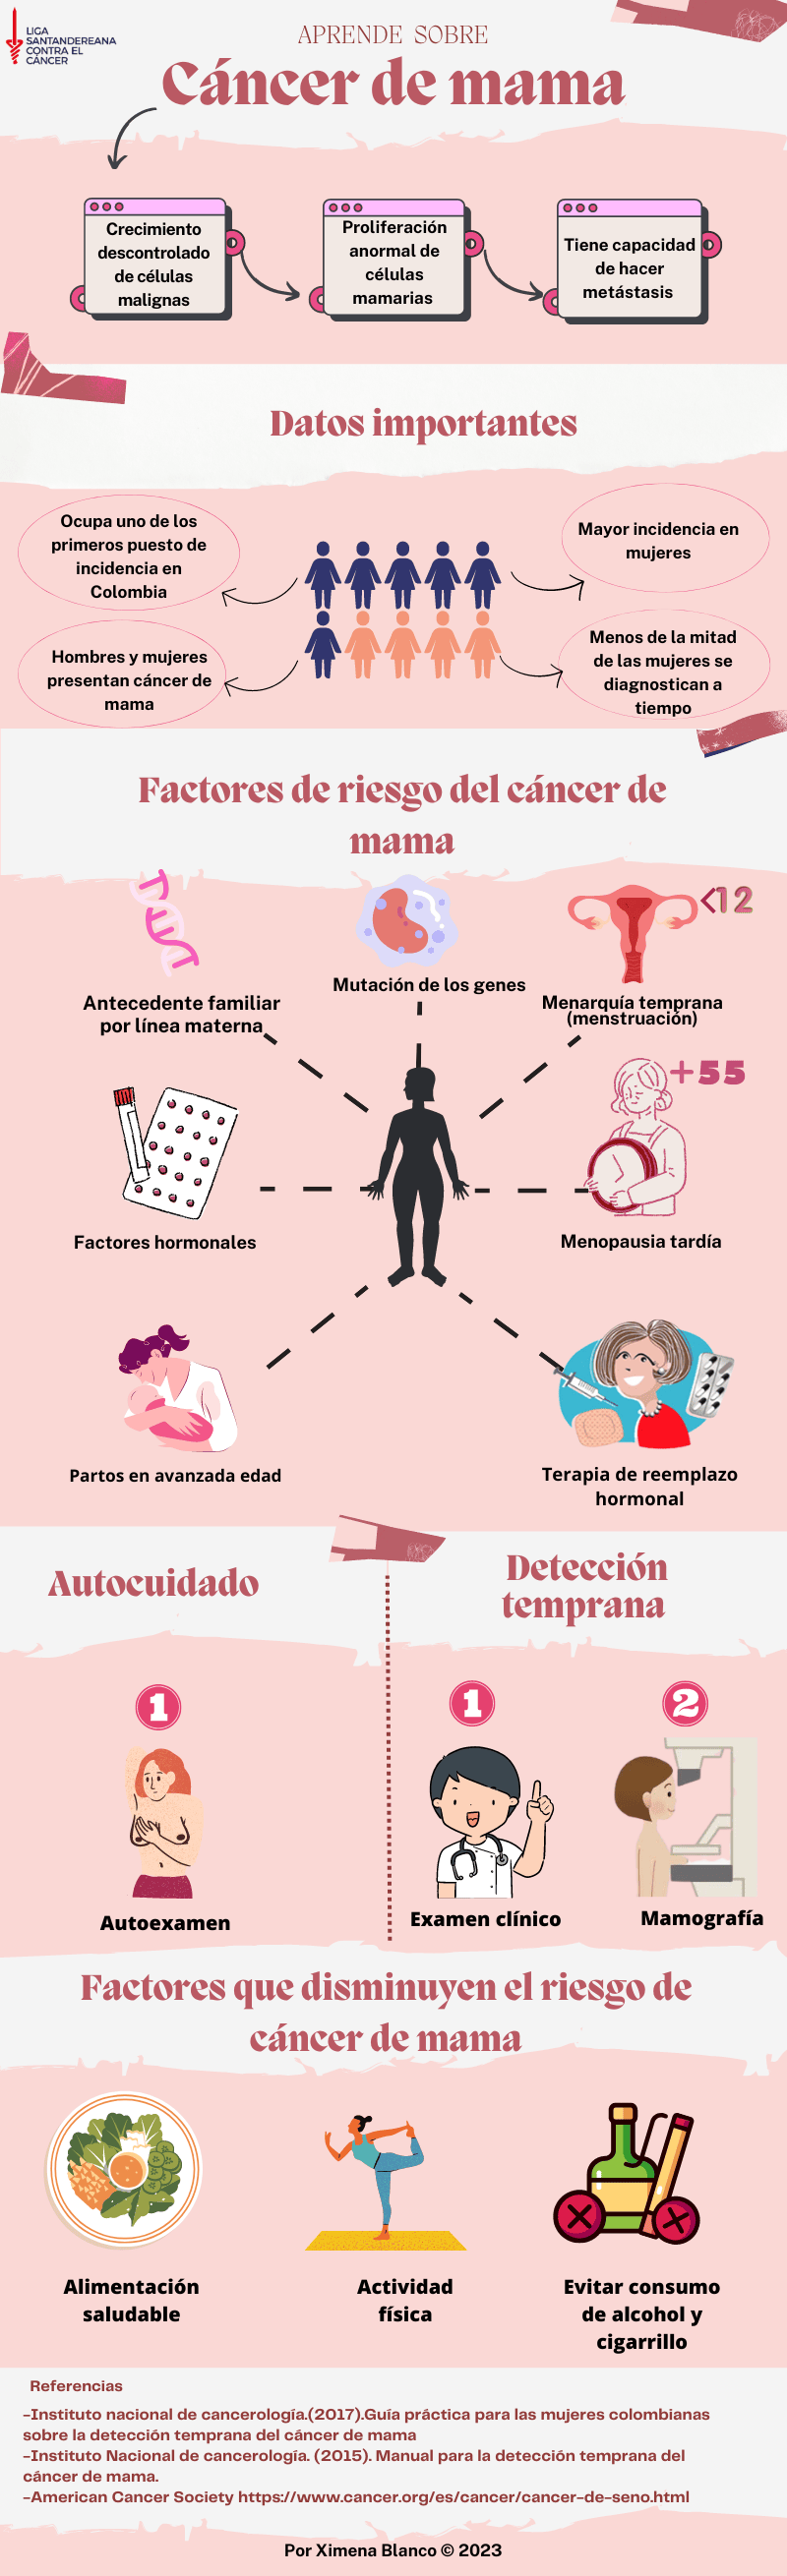 LIGA
SANTANDEREANA
CONTRA EL
CÁNCER
APRENDE SOBRE
Cáncer de mama
Crecimiento
descontrolado
de células
malignas
Proliferación
anormal de
células
mamarias
Tiene capacidad
de hacer
metástasis
Datos importantes
Ocupa uno de los
primeros puesto de
incidencia en
Colombia
Mayor incidencia en
mujeres
Hombres y mujeres
presentan cáncer de
mama
Menos de la mitad
de las mujeres se
diagnostican a
tiempo
Factores de riesgo del cáncer de
mama
<12
Antecedente familiar
por línea materna
Mutación de los genes
Menarquía temprana
(menstruación)
+55
Factores hormonales
Menopausia tardía
Partos en avanzada edad
Terapia de reemplazo
hormonal
Autocuidado
Detección
temprana
1
1
2
Autoexamen
Examen clínico
Mamografía
Factores que disminuyen el riesgo de
cáncer de mama
Alimentación
saludable
Actividad
física
Evitar consumo
de alcohol y
cigarrillo
Referencias
-Instituto nacional de cancerología.(2017).Guía práctica para las mujeres colombianas
sobre la detección temprana del cáncer de mama
-Instituto Nacional de cancerología. (2015). Manual para la detección temprana del
cáncer de mama.
-American Cancer Society https://www.cancer.org/es/cancer/cancer-de-seno.html
Por Ximena Blanco © 2023